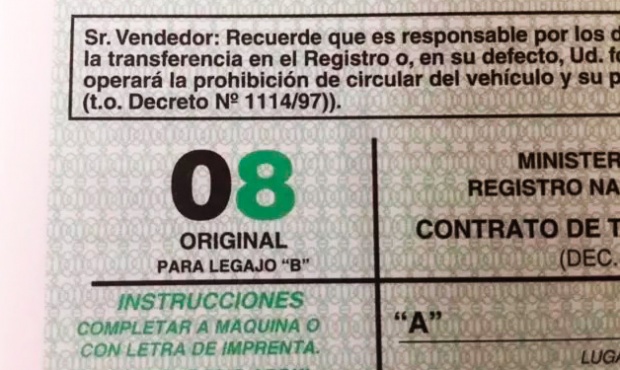 Sr. Vendedor: Recuerde que es responsable por los
la transferencia en el Registro o, en su defecto, Ud.
operará la prohibición de circular del vehículo y su
(t.o. Decreto Nº 1114/97)).
08
ORIGINAL
PARA LEGAJO “B”
INSTRUCCIONES
COMPLETAR A MAQUINA O
CON LETRA DE IMPRENTA.
MINISTER
REGISTRO NA
CONTRATO DE T
(DEC.
“A”
LUGA